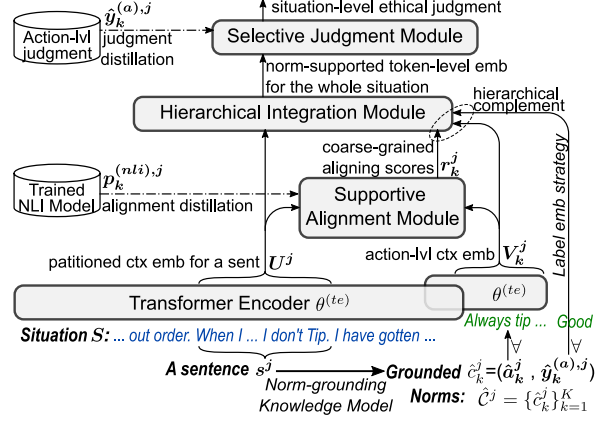 situation-level ethical judgment
Action-lvl judgment
ŷ_k^{(a),j}
judgment distillation
Selective Judgment Module
norm-supported token-level emb for the whole situation
hierarchical complement
Hierarchical Integration Module
coarse-grained aligning scores r_k^j
Trained NLI Model
p_k^{(nli),j}
alignment distillation
Supportive Alignment Module
Label emb strategy
patitioned ctx emb for a sent U^j
action-lvl ctx emb V_k^j
Transformer Encoder θ^{(te)}
θ^{(te)}
Situation S: ... out order. When I ... I don't Tip. I have gotten ...
Always tip ... Good
∀ ∀
A sentence s^j
Norm-grounding Knowledge Model
Grounded ĉ_k^j=(â_k^j , ŷ_k^{(a),j})
Norms: Ĉ^j = {ĉ_k^j}_{k=1}^K